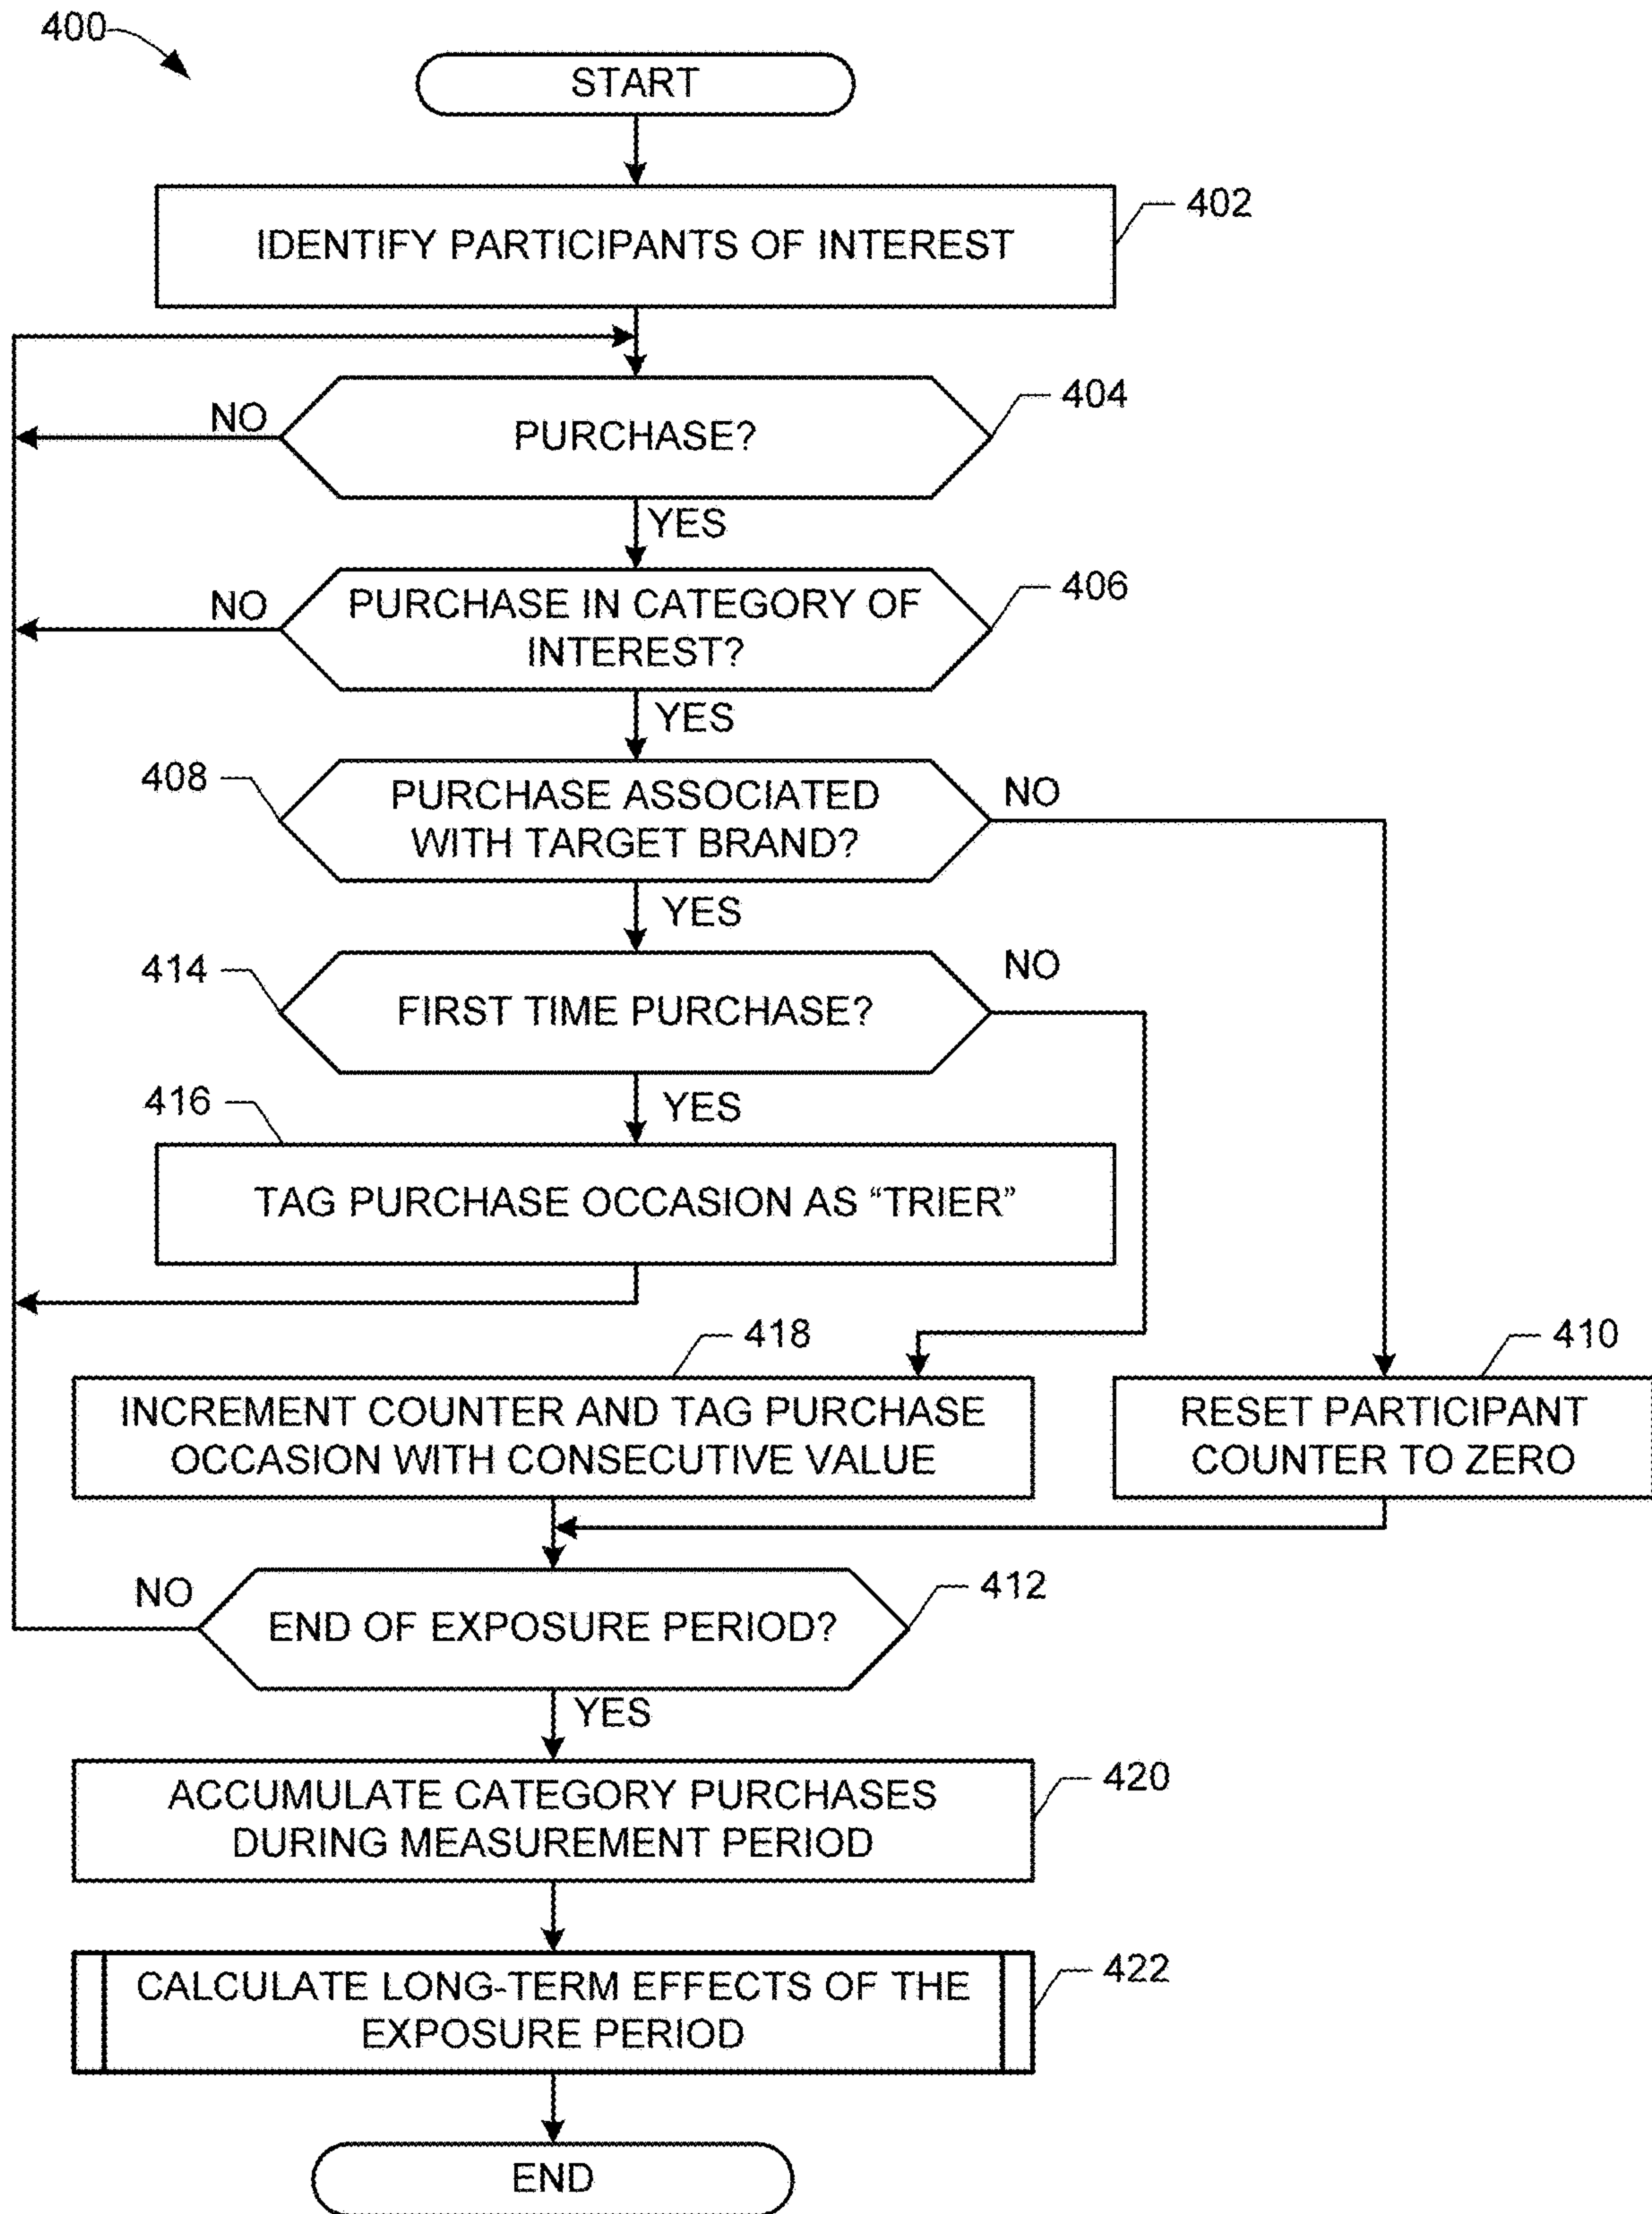 400
START
402
IDENTIFY PARTICIPANTS OF INTEREST
404
NO
PURCHASE?
YES
406
NO
PURCHASE IN CATEGORY OF
INTEREST?
YES
408
PURCHASE ASSOCIATED
WITH TARGET BRAND?
NO
YES
414
FIRST TIME PURCHASE?
NO
YES
416
TAG PURCHASE OCCASION AS “TRIER”
418
INCREMENT COUNTER AND TAG PURCHASE
OCCASION WITH CONSECUTIVE VALUE
410
RESET PARTICIPANT
COUNTER TO ZERO
NO
412
END OF EXPOSURE PERIOD?
YES
420
ACCUMULATE CATEGORY PURCHASES
DURING MEASUREMENT PERIOD
422
CALCULATE LONG-TERM EFFECTS OF THE
EXPOSURE PERIOD
END